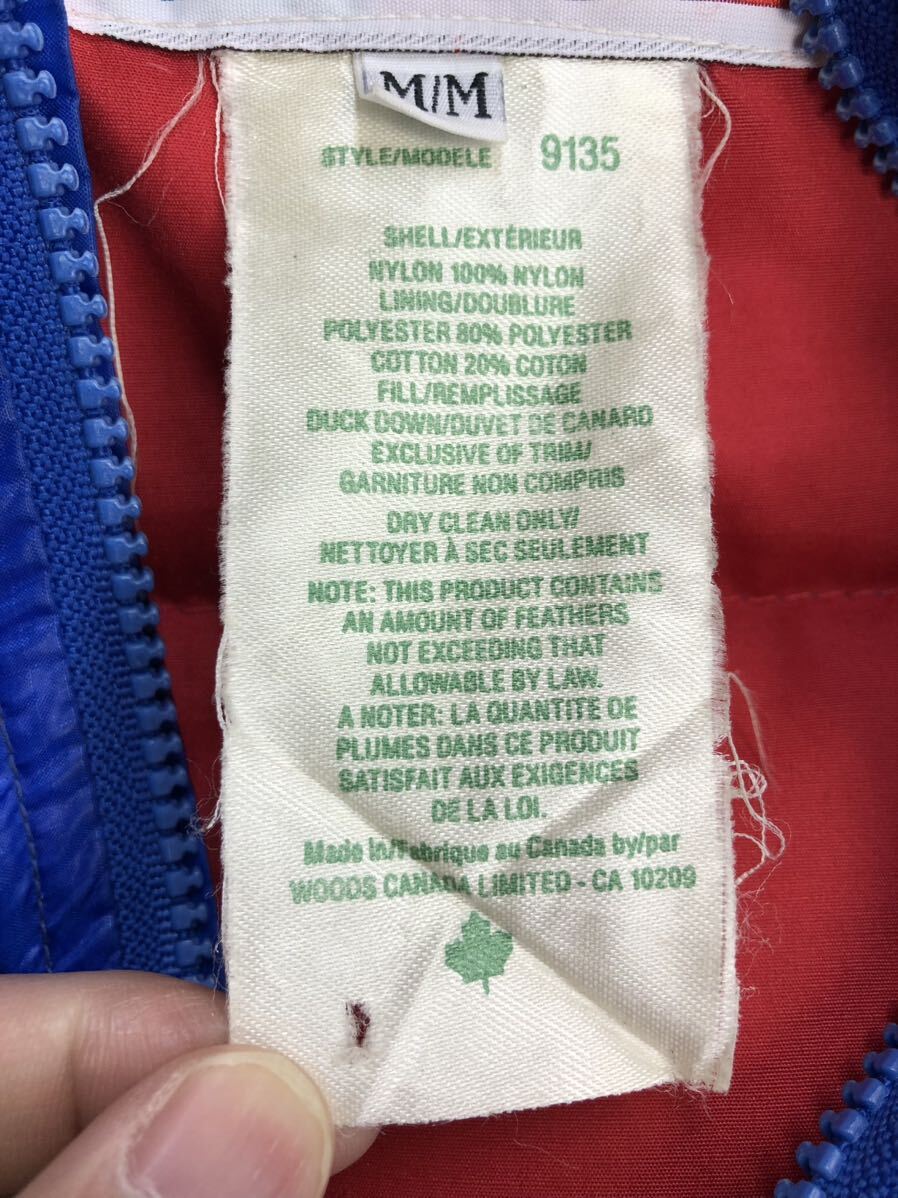 M/M
STYLE/MODELE 9135
SHELL/EXTÉRIEUR
NYLON 100% NYLON
LINING/DOUBLURE
POLYESTER 80% POLYESTER
COTTON 20% COTON
FILL/REMPLISSAGE
DUCK DOWN/DUVET DE CANARD
EXCLUSIVE OF TRIM/
GARNITURE NON COMPRIS
DRY CLEAN ONLY/
NETTOYER À SEC SEULEMENT
NOTE: THIS PRODUCT CONTAINS
AN AMOUNT OF FEATHERS
NOT EXCEEDING THAT
ALLOWABLE BY LAW.
A NOTER: LA QUANTITE DE
PLUMES DANS CE PRODUIT
SATISFAIT AUX EXIGENCES
DE LA LOI.
Made in/Fabrique au Canada by/par
WOODS CANADA LIMITED - CA 10209